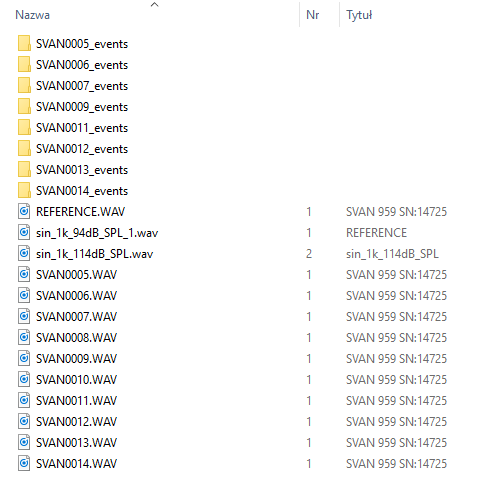 Nazwa Nr Tytuł
SVAN0005_events
SVAN0006_events
SVAN0007_events
SVAN0009_events
SVAN0011_events
SVAN0012_events
SVAN0013_events
SVAN0014_events
REFERENCE.WAV 1 SVAN 959 SN:14725
sin_1k_94dB_SPL_1.wav 1 REFERENCE
sin_1k_114dB_SPL.wav 2 sin_1k_114dB_SPL
SVAN0005.WAV 1 SVAN 959 SN:14725
SVAN0006.WAV 1 SVAN 959 SN:14725
SVAN0007.WAV 1 SVAN 959 SN:14725
SVAN0008.WAV 1 SVAN 959 SN:14725
SVAN0009.WAV 1 SVAN 959 SN:14725
SVAN0010.WAV 1 SVAN 959 SN:14725
SVAN0011.WAV 1 SVAN 959 SN:14725
SVAN0012.WAV 1 SVAN 959 SN:14725
SVAN0013.WAV 1 SVAN 959 SN:14725
SVAN0014.WAV 1 SVAN 959 SN:14725